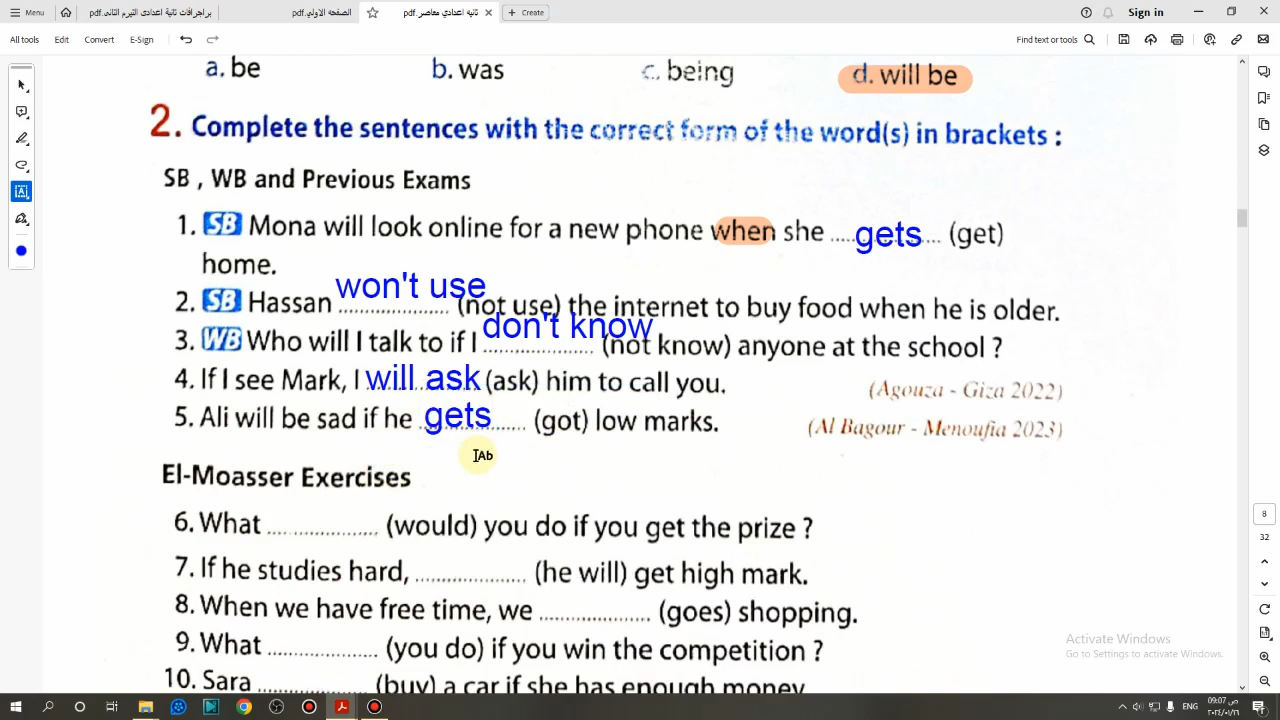 Menu
براجرافات تانية اعدادى التيرم التانى.pdf
الصفحة الاولي.pdf
تانيه اعدادي معاصر.pdf
Create
Sign in
All tools Edit Convert E-Sign
Find text or tools
a. be b. was c. being d. will be
2. Complete the sentences with the correct form of the word(s) in brackets :
SB , WB and Previous Exams
1. SB Mona will look online for a new phone when she ..... gets ..... (get)
home.
won't use
2. SB Hassan .................... (not use) the internet to buy food when he is older.
don't know
3. WB Who will I talk to if I .................... (not know) anyone at the school ?
4. If I see Mark, I will ask (ask) him to call you. (Agouza - Giza 2022)
5. Ali will be sad if he gets ........ (got) low marks. (Al Bagour - Menoufia 2023)
Ab
El-Moasser Exercises
6. What .................... (would) you do if you get the prize ?
7. If he studies hard, .................... (he will) get high mark.
8. When we have free time, we .................... (goes) shopping.
9. What .................... (you do) if you win the competition ?
10. Sara .................... (buy) a car if she has enough money
8
32
Activate Windows
Go to Settings to activate Windows.
ENG
09:07 ص